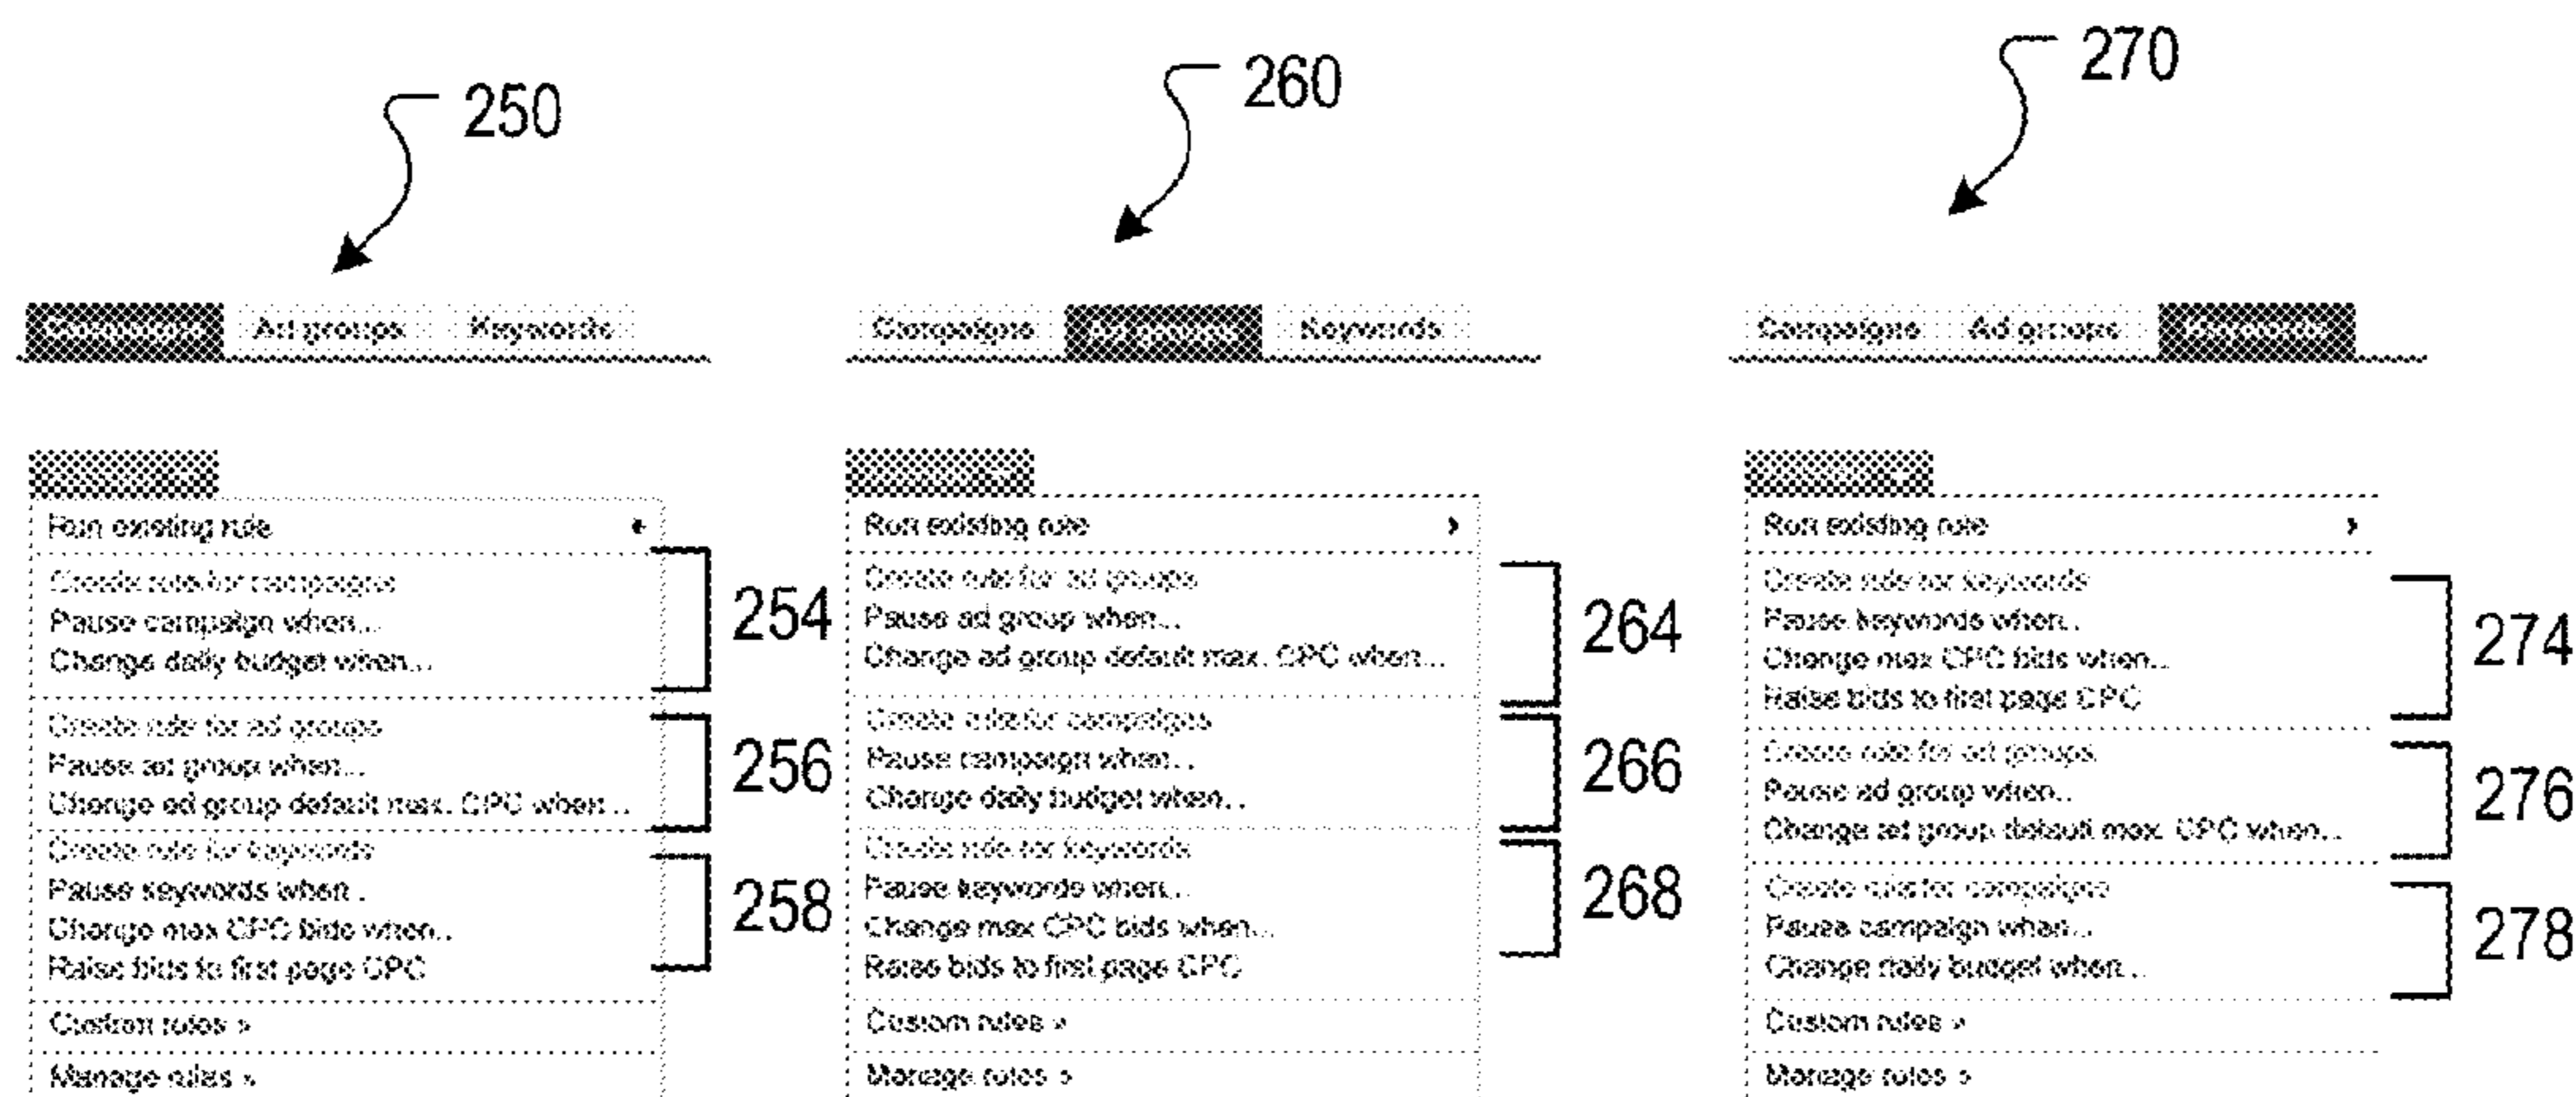 250
Campaigns Ad groups Keywords
Run existing rule
Create rule for campaigns
Pause campaign when...
Change daily budget when...
254
Create rule for ad groups
Pause ad group when...
Change ad group default max. CPC when...
256
Create rule for keywords
Pause keywords when...
Change max CPC bids when...
Raise bids to first page CPC
258
Custom rules »
Manage rules »
260
Campaigns Ad groups Keywords
Run existing rule
Create rule for ad groups
Pause ad group when...
Change ad group default max. CPC when...
264
Create rule for campaigns
Pause campaign when...
Change daily budget when...
266
Create rule for keywords
Pause keywords when...
Change max CPC bids when...
Raise bids to first page CPC
268
Custom rules »
Manage rules »
270
Campaigns Ad groups Keywords
Run existing rule
Create rule for keywords
Pause keywords when...
Change max CPC bids when...
Raise bids to first page CPC
274
Create rule for ad groups
Pause ad group when...
Change ad group default max. CPC when...
276
Create rule for campaigns
Pause campaign when...
Change daily budget when...
278
Custom rules »
Manage rules »